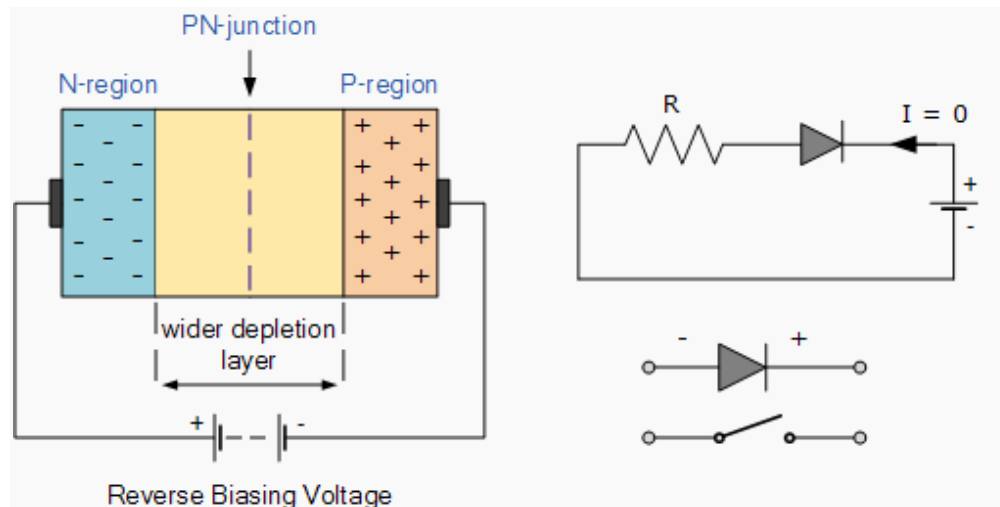 PN-junction
N-region
P-region
wider depletion
layer
+ -
Reverse Biasing Voltage
R
I = 0
+
-
- +